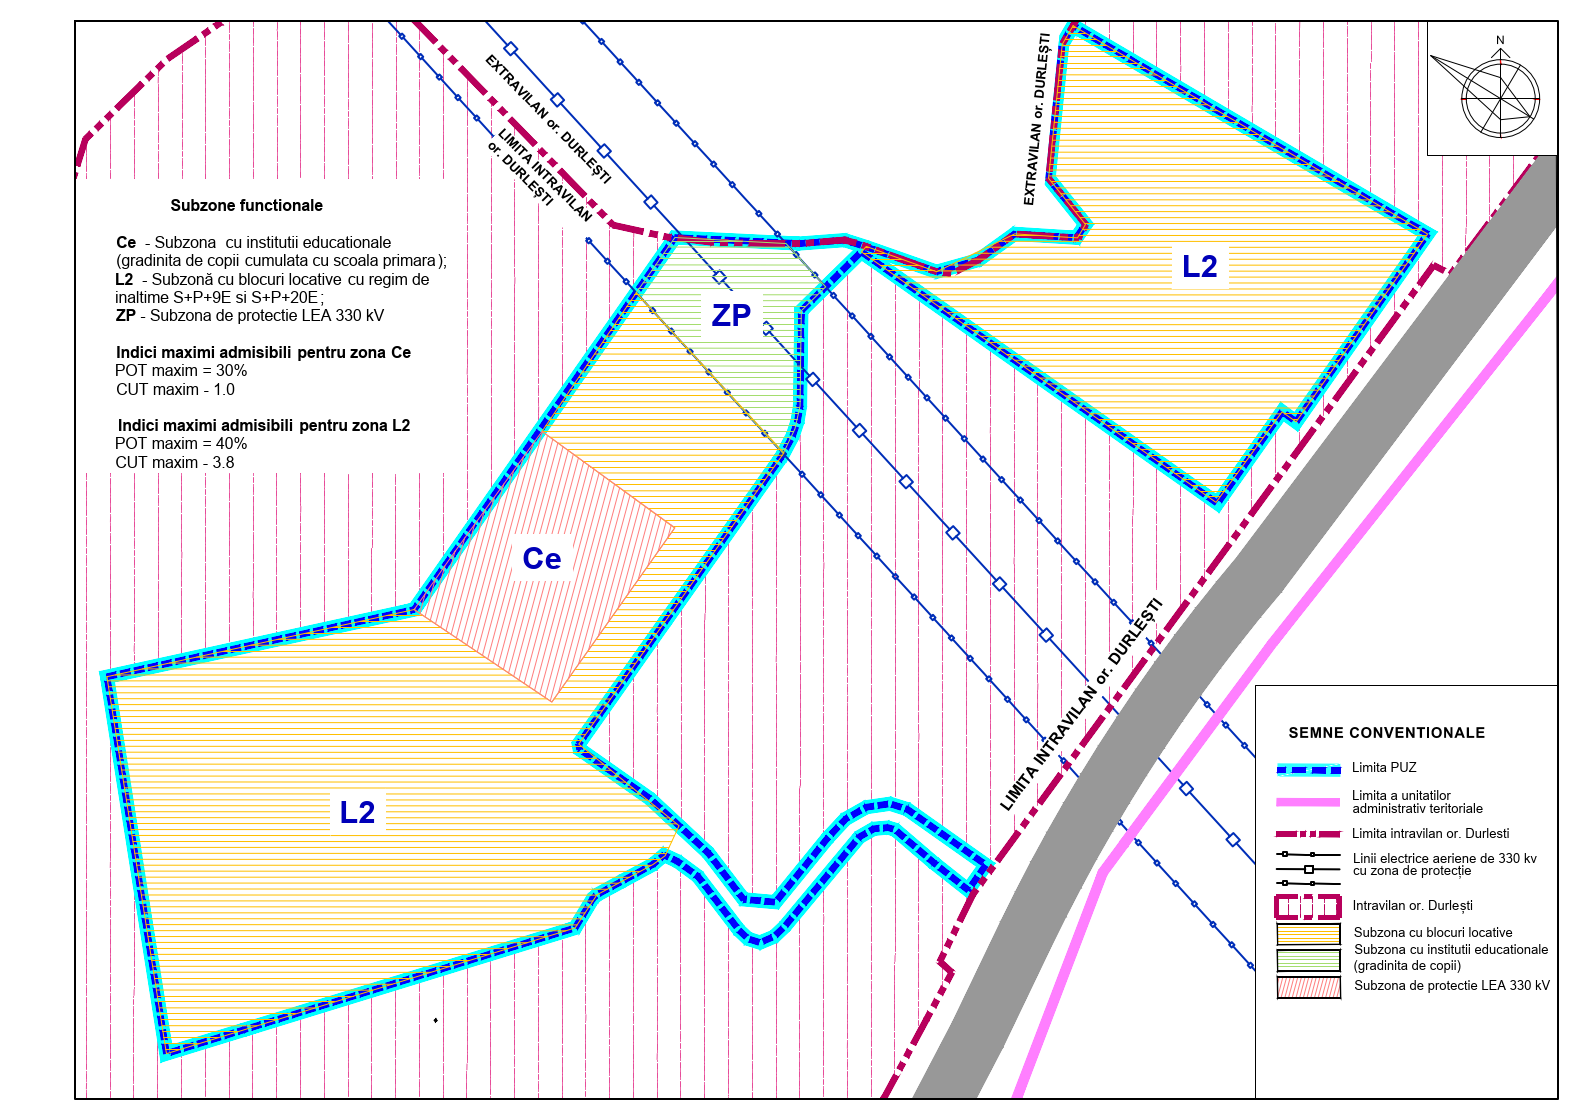 N
EXTRAVILAN or. DURLEȘTI
LIMITA INTRAVILAN
or. DURLEȘTI
EXTRAVILAN or. DURLEȘTI
Subzone functionale
Ce - Subzona cu institutii educationale
(gradinita de copii cumulata cu scoala primara);
L2 - Subzonă cu blocuri locative cu regim de
inaltime S+P+9E si S+P+20E;
ZP - Subzona de protectie LEA 330 kV
Indici maximi admisibili pentru zona Ce
POT maxim = 30%
CUT maxim - 1.0
Indici maximi admisibili pentru zona L2
POT maxim = 40%
CUT maxim - 3.8
L2
ZP
Ce
L2
LIMITA INTRAVILAN or. DURLEȘTI
SEMNE CONVENTIONALE
Limita PUZ
Limita a unitatilor
administrativ teritoriale
Limita intravilan or. Durlesti
Linii electrice aeriene de 330 kv
cu zona de protecție
Intravilan or. Durlești
Subzona cu blocuri locative
Subzona cu institutii educationale
(gradinita de copii)
Subzona de protectie LEA 330 kV